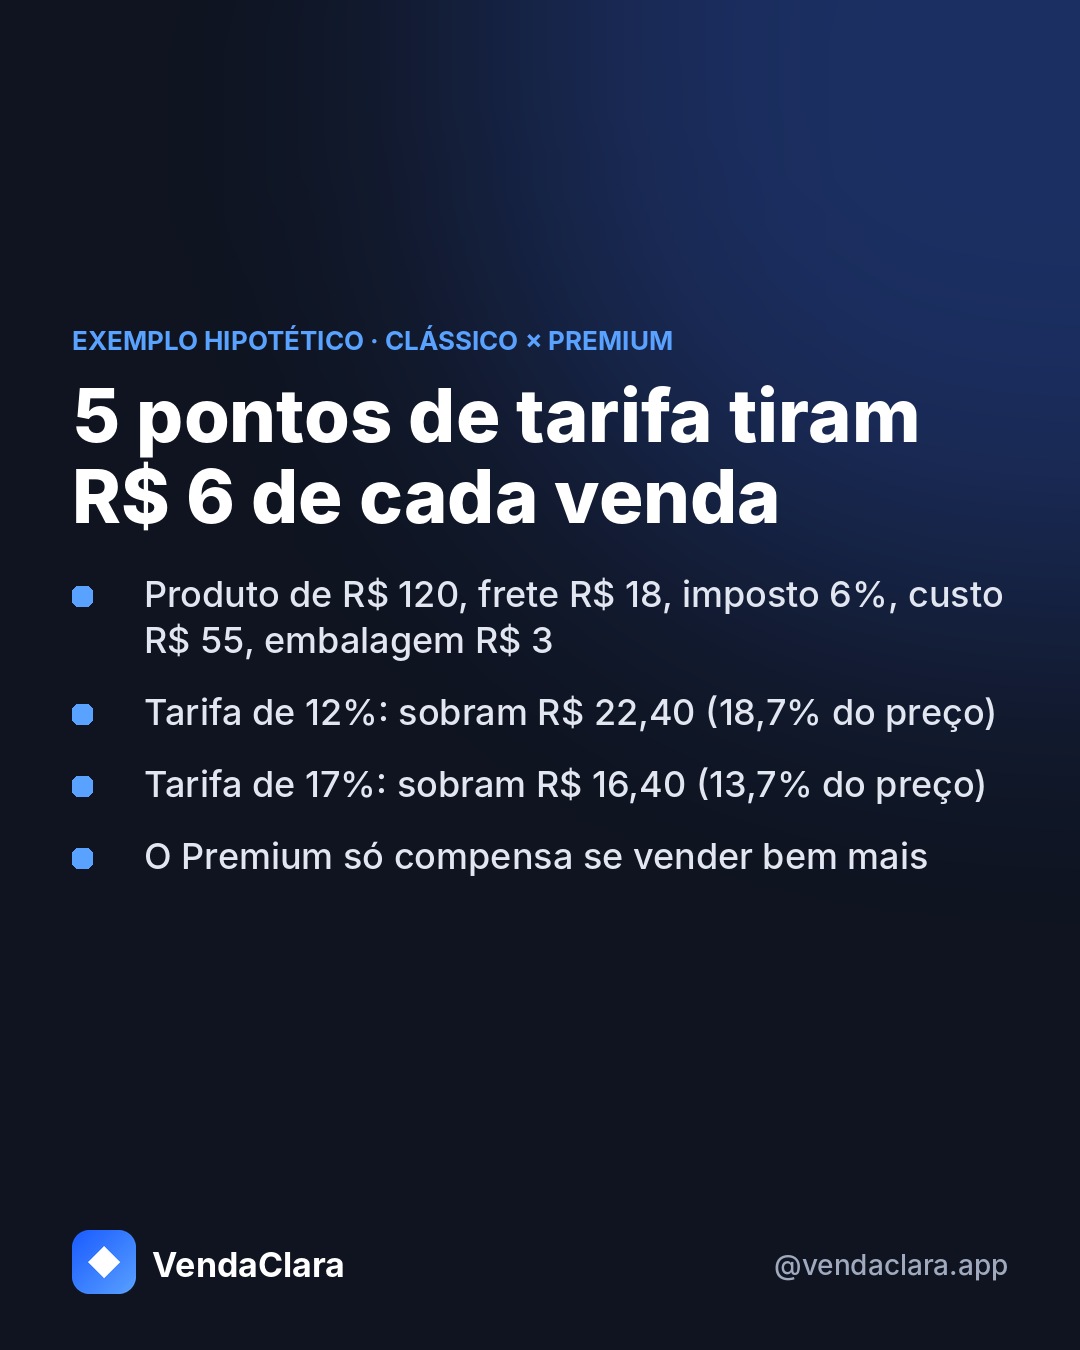 EXEMPLO HIPOTÉTICO · CLÁSSICO × PREMIUM
5 pontos de tarifa tiram
R$ 6 de cada venda
Produto de R$ 120, frete R$ 18, imposto 6%, custo
R$ 55, embalagem R$ 3
Tarifa de 12%: sobram R$ 22,40 (18,7% do preço)
Tarifa de 17%: sobram R$ 16,40 (13,7% do preço)
O Premium só compensa se vender bem mais
VendaClara
@vendaclara.app